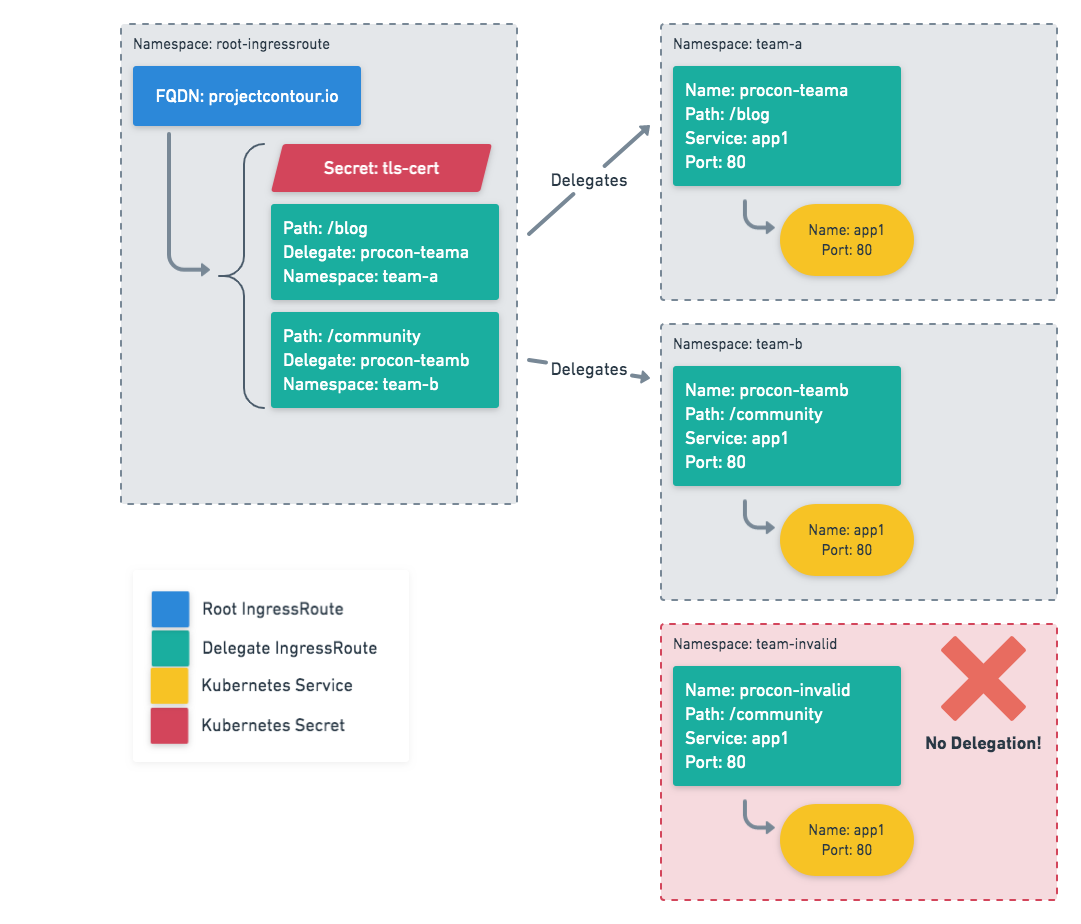 Namespace: root-ingressroute
FQDN: projectcontour.io
Secret: tls-cert
Path: /blog
Delegate: procon-teama
Namespace: team-a
Path: /community
Delegate: procon-teamb
Namespace: team-b
Delegates
Delegates
Namespace: team-a
Name: procon-teama
Path: /blog
Service: app1
Port: 80
Name: app1
Port: 80
Namespace: team-b
Name: procon-teamb
Path: /community
Service: app1
Port: 80
Name: app1
Port: 80
Namespace: team-invalid
Name: procon-invalid
Path: /community
Service: app1
Port: 80
No Delegation!
Name: app1
Port: 80
Root IngressRoute
Delegate IngressRoute
Kubernetes Service
Kubernetes Secret